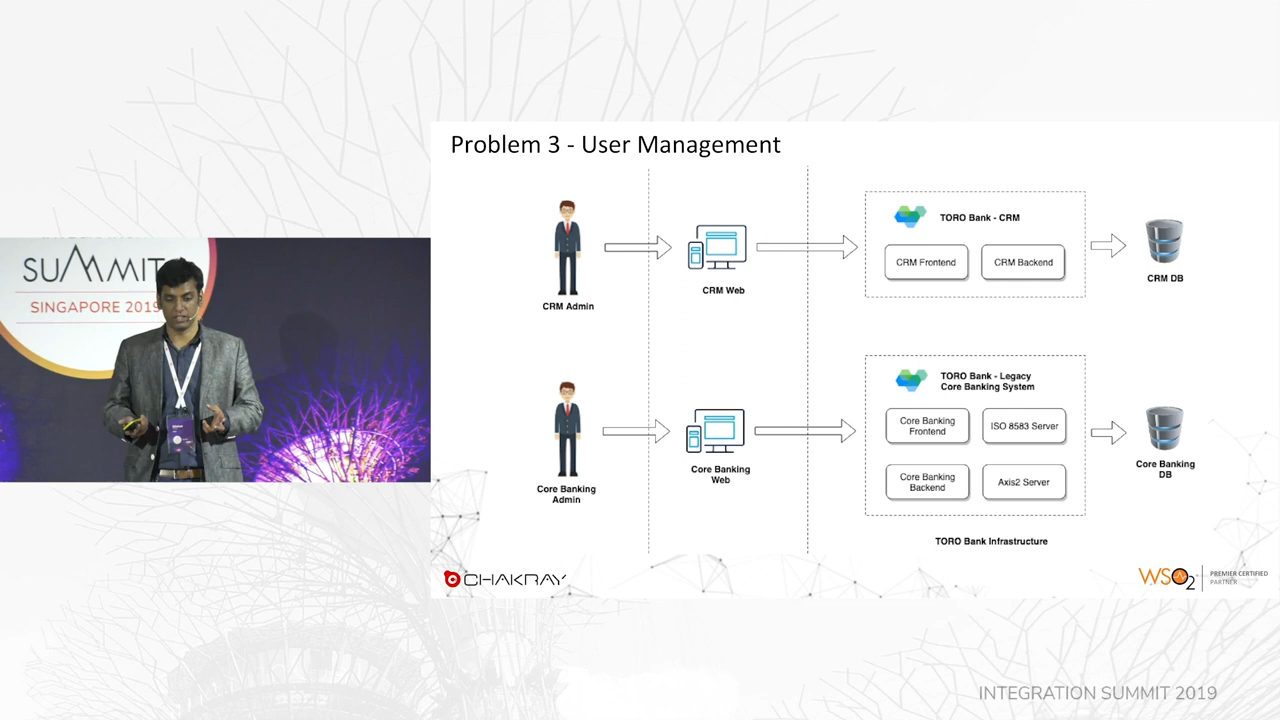 Problem 3 - User Management
SUMMIT
SINGAPORE 2019
CRM Admin
CRM Web
TORO Bank - CRM
CRM Frontend
CRM Backend
CRM DB
Core Banking
Admin
Core Banking
Web
TORO Bank - Legacy
Core Banking System
Core Banking
Frontend
ISO 8583 Server
Core Banking
Backend
Axis2 Server
Core Banking
DB
TORO Bank Infrastructure
CHAKRAY
WSO2
PREMIER CERTIFIED
PARTNER
INTEGRATION SUMMIT 2019